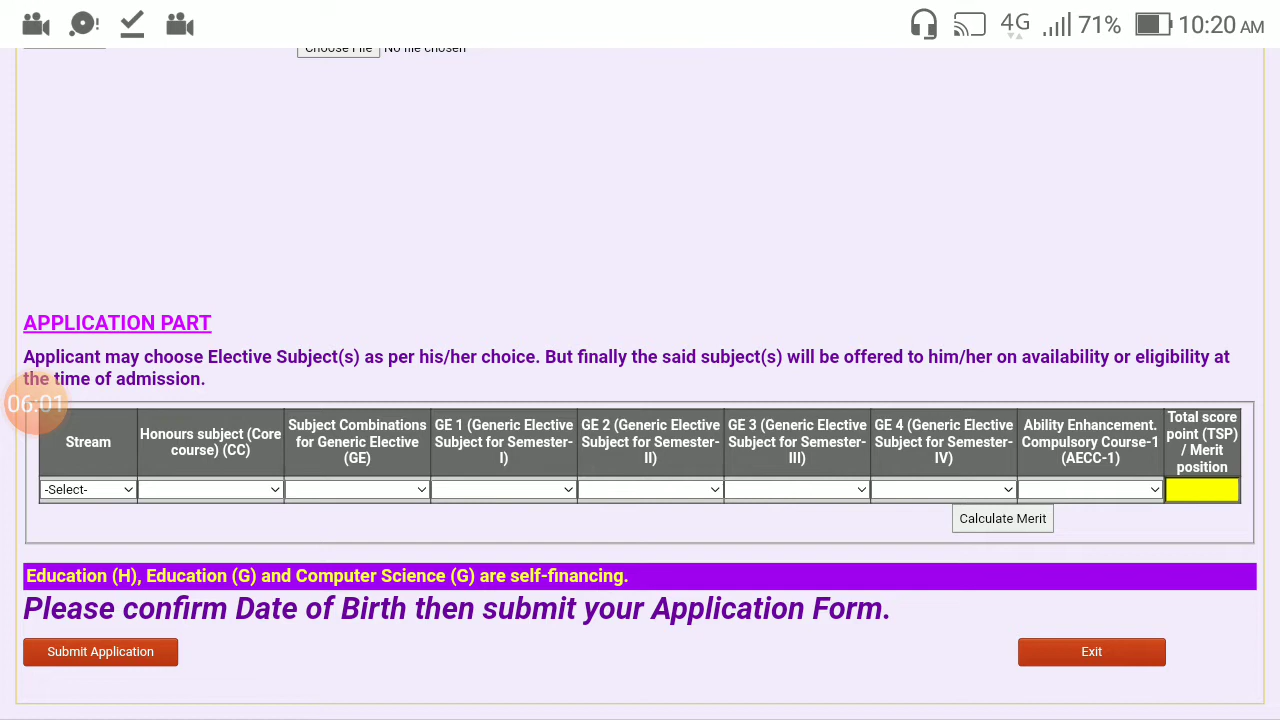 4G 71% 10:20 AM
Choose File No file chosen
APPLICATION PART
Applicant may choose Elective Subject(s) as per his/her choice. But finally the said subject(s) will be offered to him/her on availability or eligibility at
the time of admission.
06:01
Stream
Honours subject (Core
course) (CC)
Subject Combinations
for Generic Elective
(GE)
GE 1 (Generic Elective
Subject for Semester-
I)
GE 2 (Generic Elective
Subject for Semester-
II)
GE 3 (Generic Elective
Subject for Semester-
III)
GE 4 (Generic Elective
Subject for Semester-
IV)
Ability Enhancement.
Compulsory Course-1
(AECC-1)
Total score
point (TSP)
/ Merit
position
-Select-
Calculate Merit
Education (H), Education (G) and Computer Science (G) are self-financing.
Please confirm Date of Birth then submit your Application Form.
Submit Application
Exit